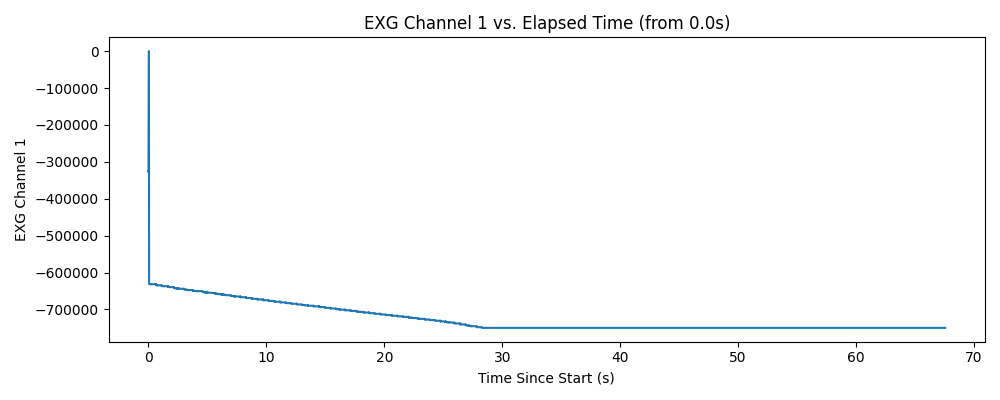 EXG Channel 1 vs. Elapsed Time (from 0.0s)
EXG Channel 1
0
−100000
−200000
−300000
−400000
−500000
−600000
−700000
0 10 20 30 40 50 60 70
Time Since Start (s)